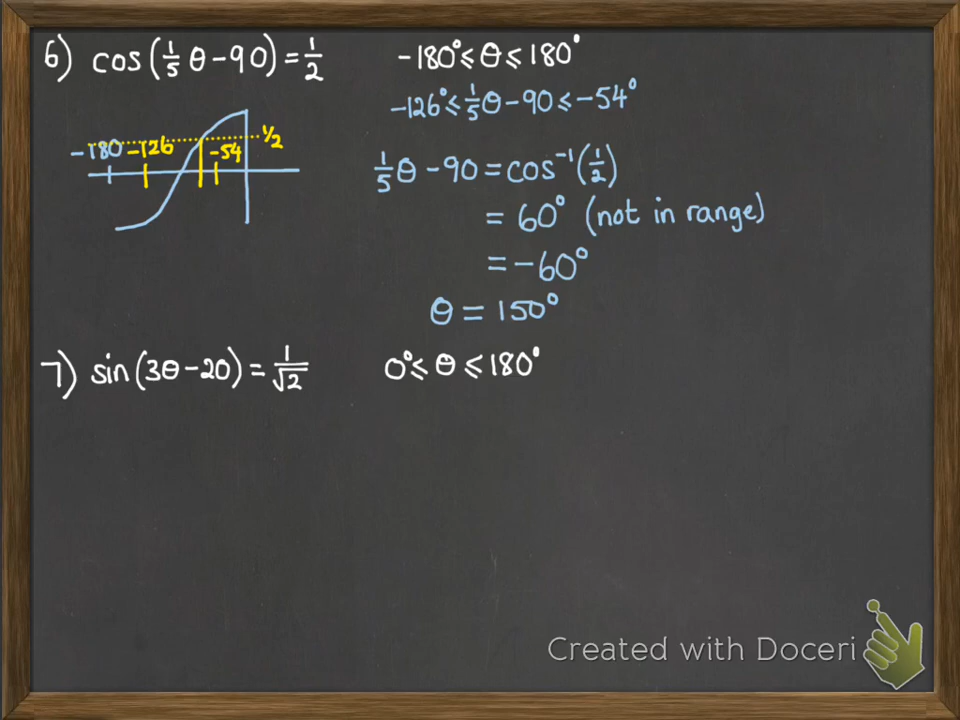 6) cos(1/5 θ - 90) = 1/2   -180° ≤ θ ≤ 180°
-126° ≤ 1/5 θ - 90 ≤ -54°
-180 -126 -54 1/2
1/5 θ - 90 = cos⁻¹(1/2)
= 60° (not in range)
= -60°
θ = 150°
7) sin(3θ - 20) = 1/√2   0° ≤ θ ≤ 180°
Created with Doceri